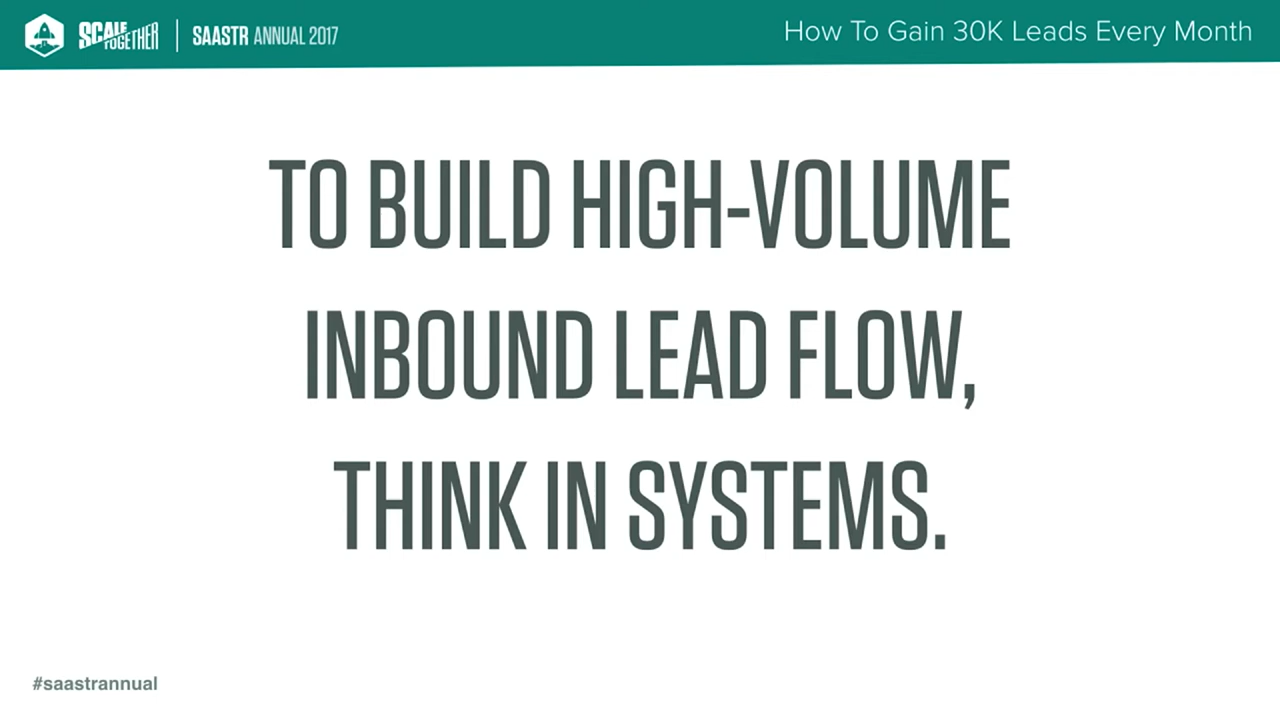 SCALE TOGETHER
SAASTR ANNUAL 2017
How To Gain 30K Leads Every Month
TO BUILD HIGH-VOLUME
INBOUND LEAD FLOW,
THINK IN SYSTEMS.
#saastrannual